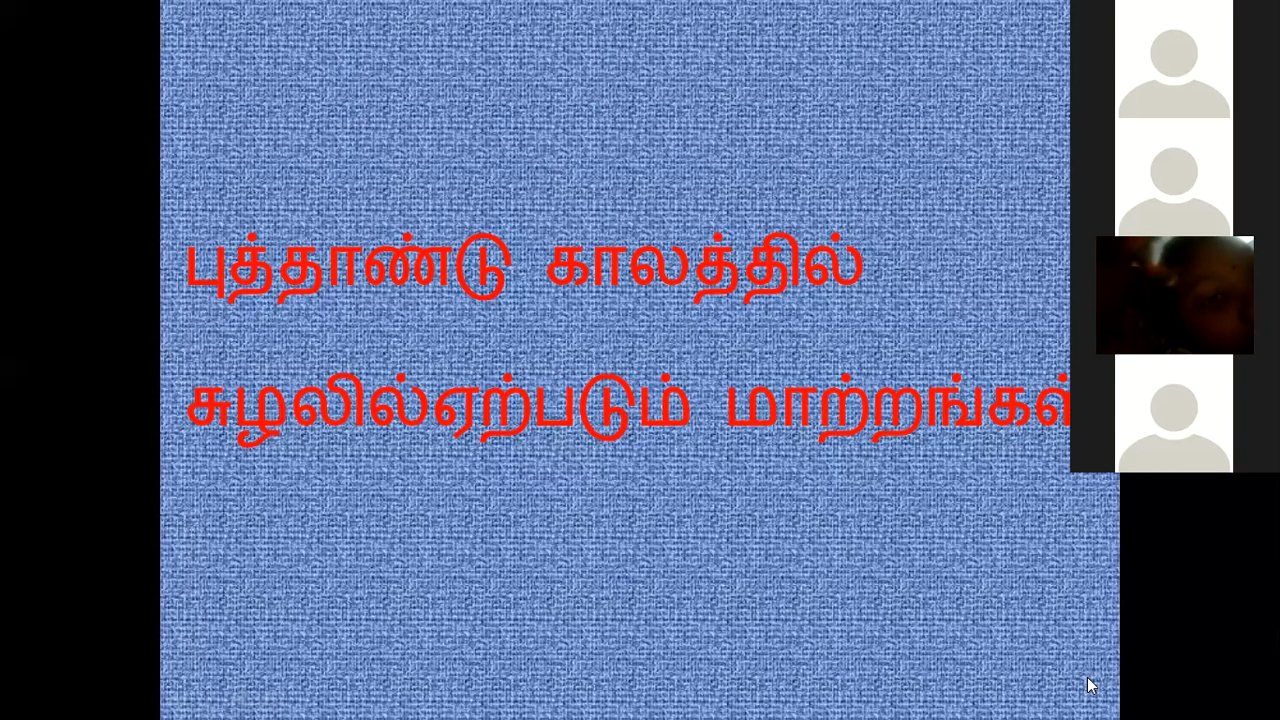 புத்தாண்டு காலத்தில்
சுழலில்ஏற்படும் மாற்றங்கள்